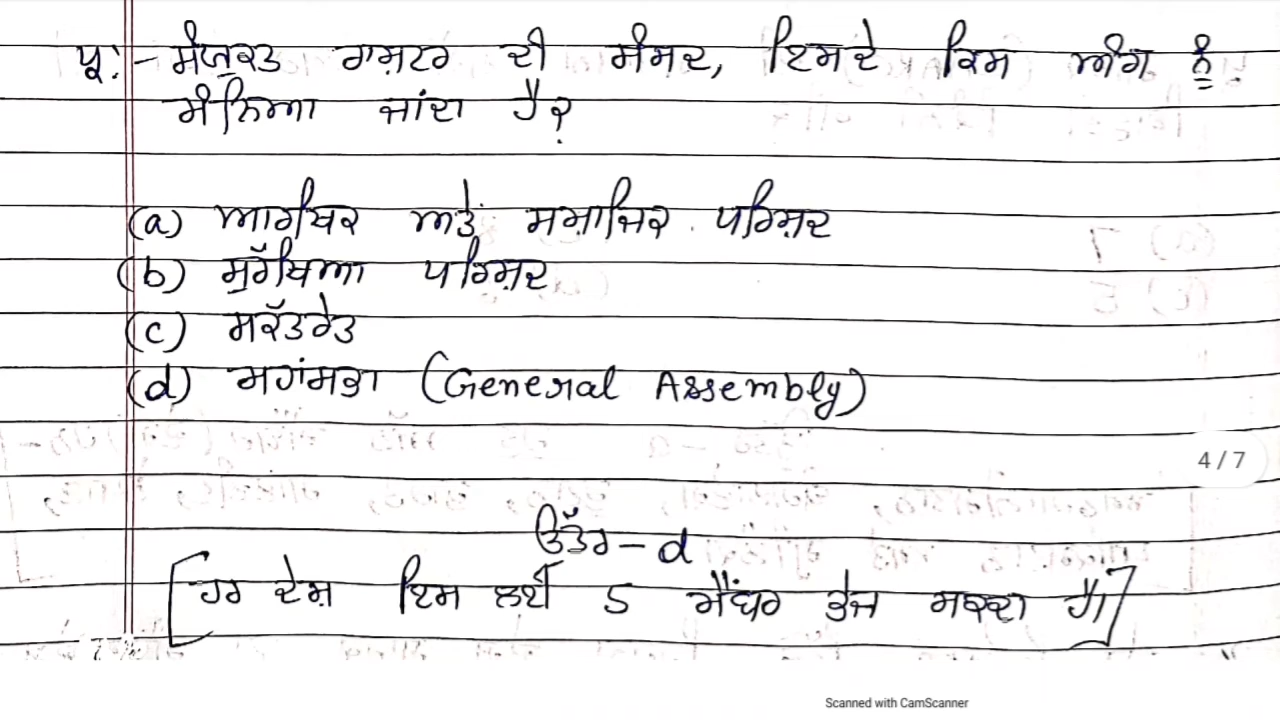 ਪ੍ਰ:- ਸੰਯੁਕਤ ਰਾਸ਼ਟਰ ਦੀ ਸੰਸਦ, ਇਸਦੇ ਕਿਸ ਅੰਗ ਨੂੰ
ਮੰਨਿਆ ਜਾਂਦਾ ਹੈ?
(a) ਆਰਥਿਕ ਅਤੇ ਸਮਾਜਿਕ ਪਰਿਸ਼ਦ
(b) ਸੁਰੱਖਿਆ ਪਰਿਸ਼ਦ
(c) ਸਕੱਤਰੇਤ
(d) ਮਹਾਂਸਭਾ (General Assembly)
4 / 7
ਉੱਤਰ - d
[ਹਰ ਦੇਸ਼ ਇਸ ਲਈ 5 ਮੈਂਬਰ ਭੇਜ ਸਕਦਾ ਹੈ।]
Scanned with CamScanner